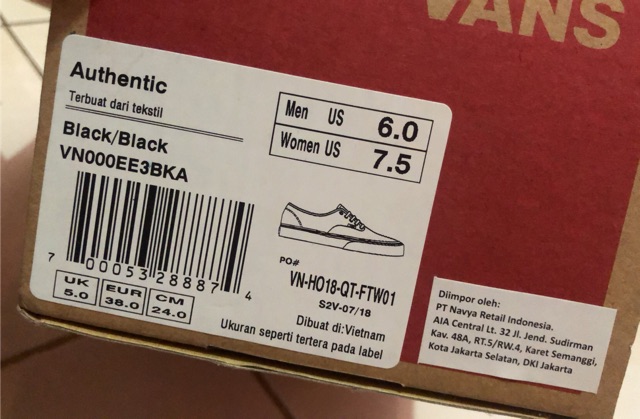 VANS
Authentic
Terbuat dari tekstil
Black/Black
VN000EE3BKA
Men US 6.0
Women US 7.5
7 00053 28887 4
UK 5.0
EUR 38.0
CM 24.0
PO#
VN-HO18-QT-FTW01
S2V-07/18
Dibuat di:Vietnam
Ukuran seperti tertera pada label
Diimpor oleh:
PT Navya Retail Indonesia.
AIA Central Lt. 32 Jl. Jend. Sudirman
Kav. 48A, RT.5/RW.4, Karet Semanggi,
Kota Jakarta Selatan, DKI Jakarta